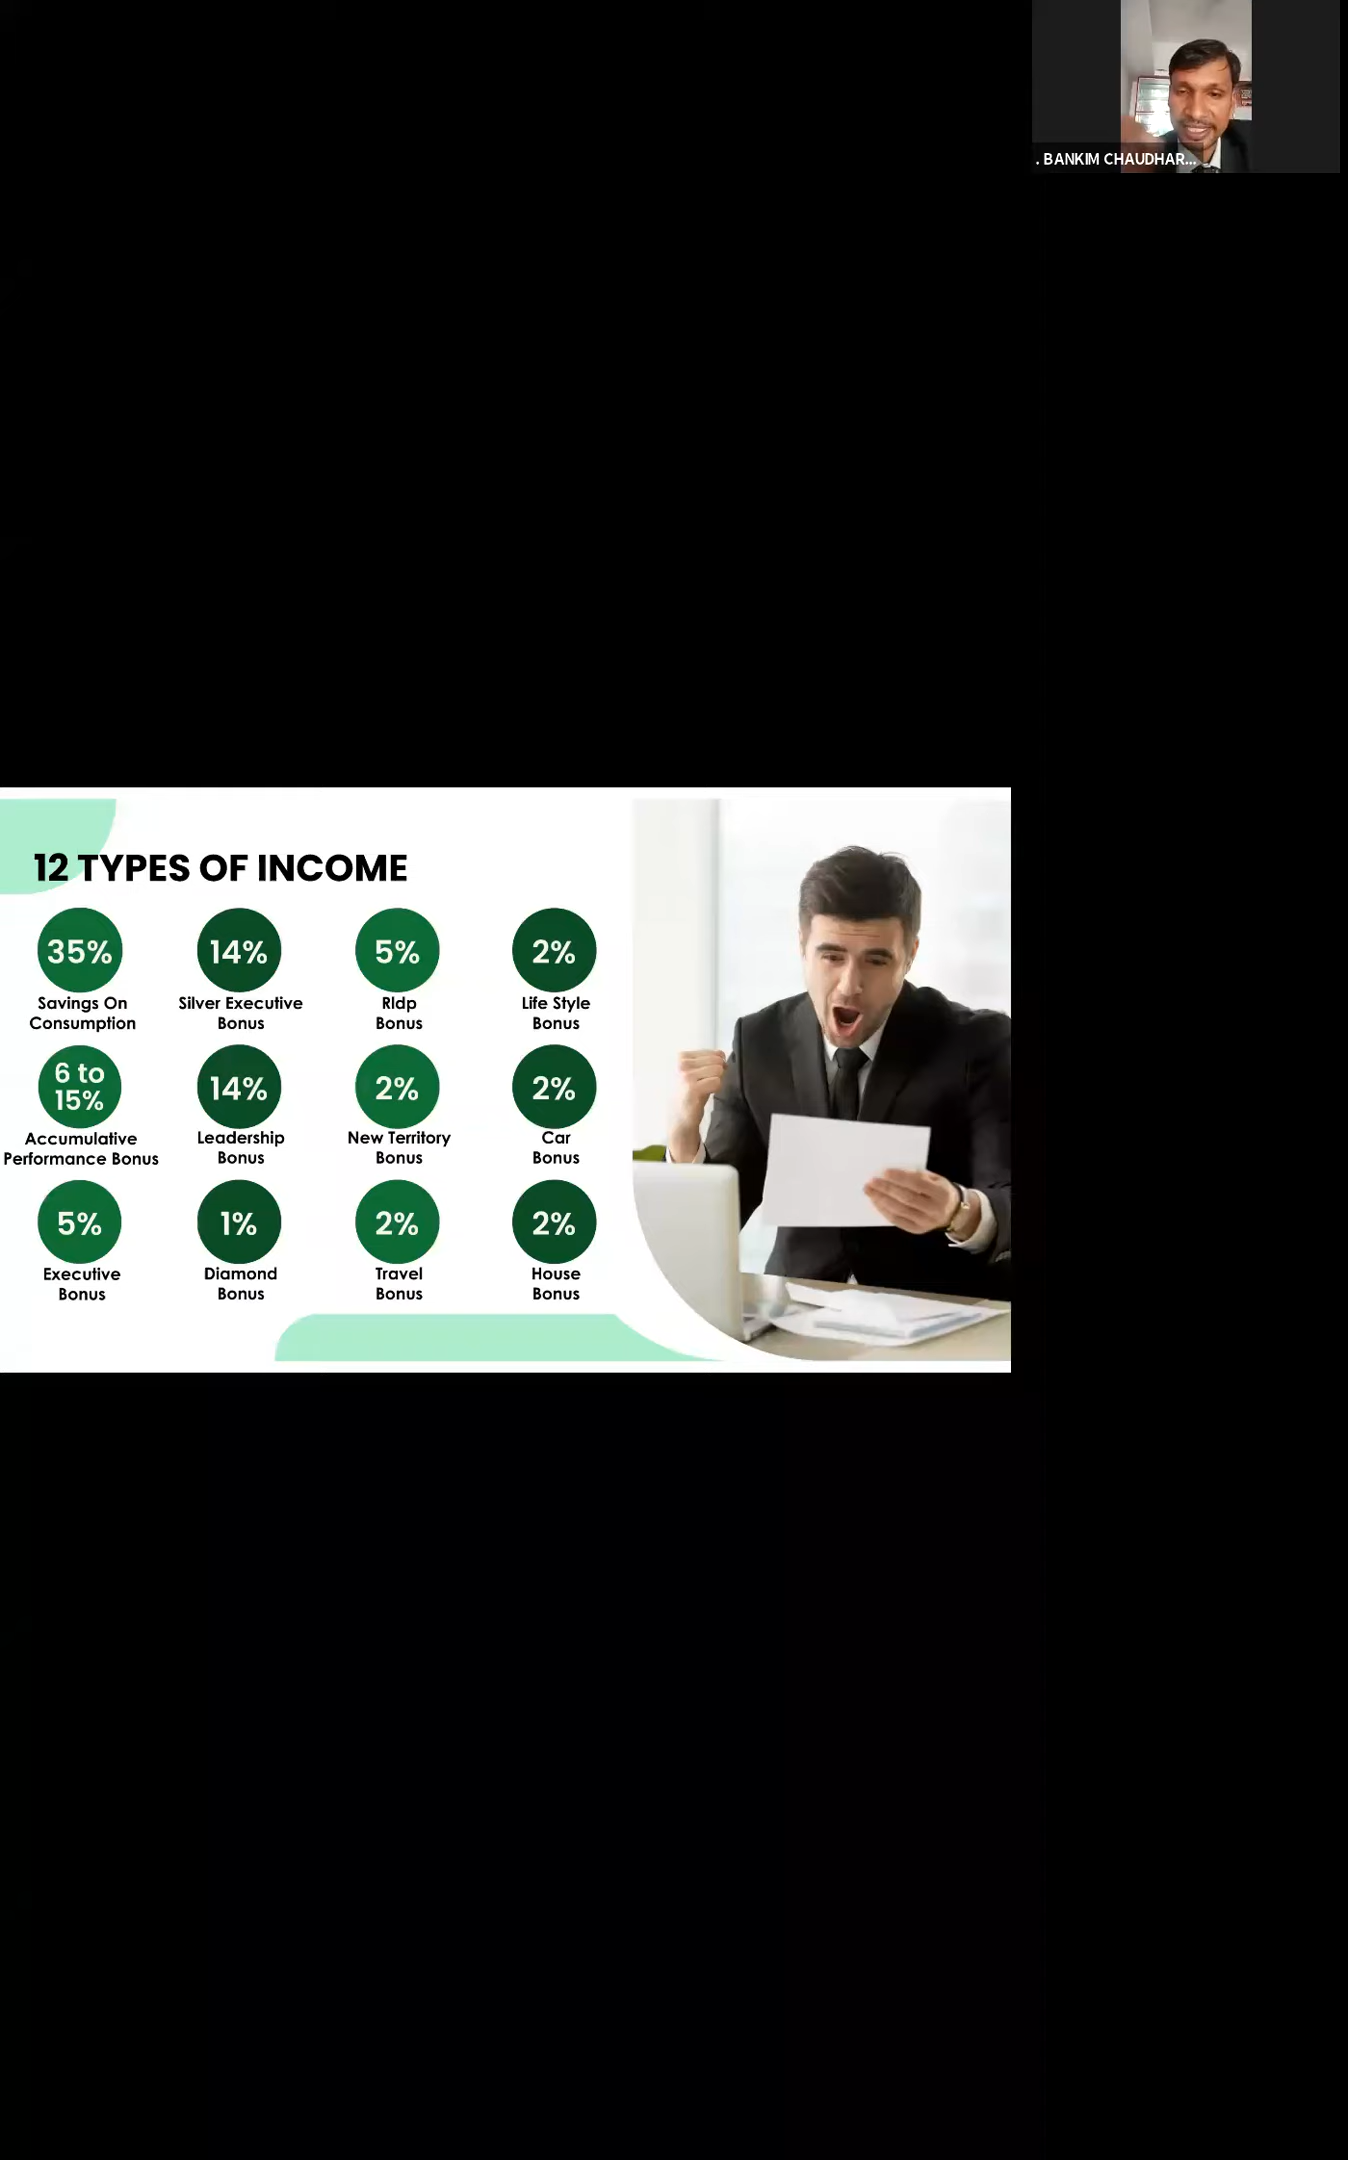 . BANKIM CHAUDHAR...
12 TYPES OF INCOME
35%
Savings On
Consumption
14%
Silver Executive
Bonus
5%
Rldp
Bonus
2%
Life Style
Bonus
6 to
15%
Accumulative
Performance Bonus
14%
Leadership
Bonus
2%
New Territory
Bonus
2%
Car
Bonus
5%
Executive
Bonus
1%
Diamond
Bonus
2%
Travel
Bonus
2%
House
Bonus